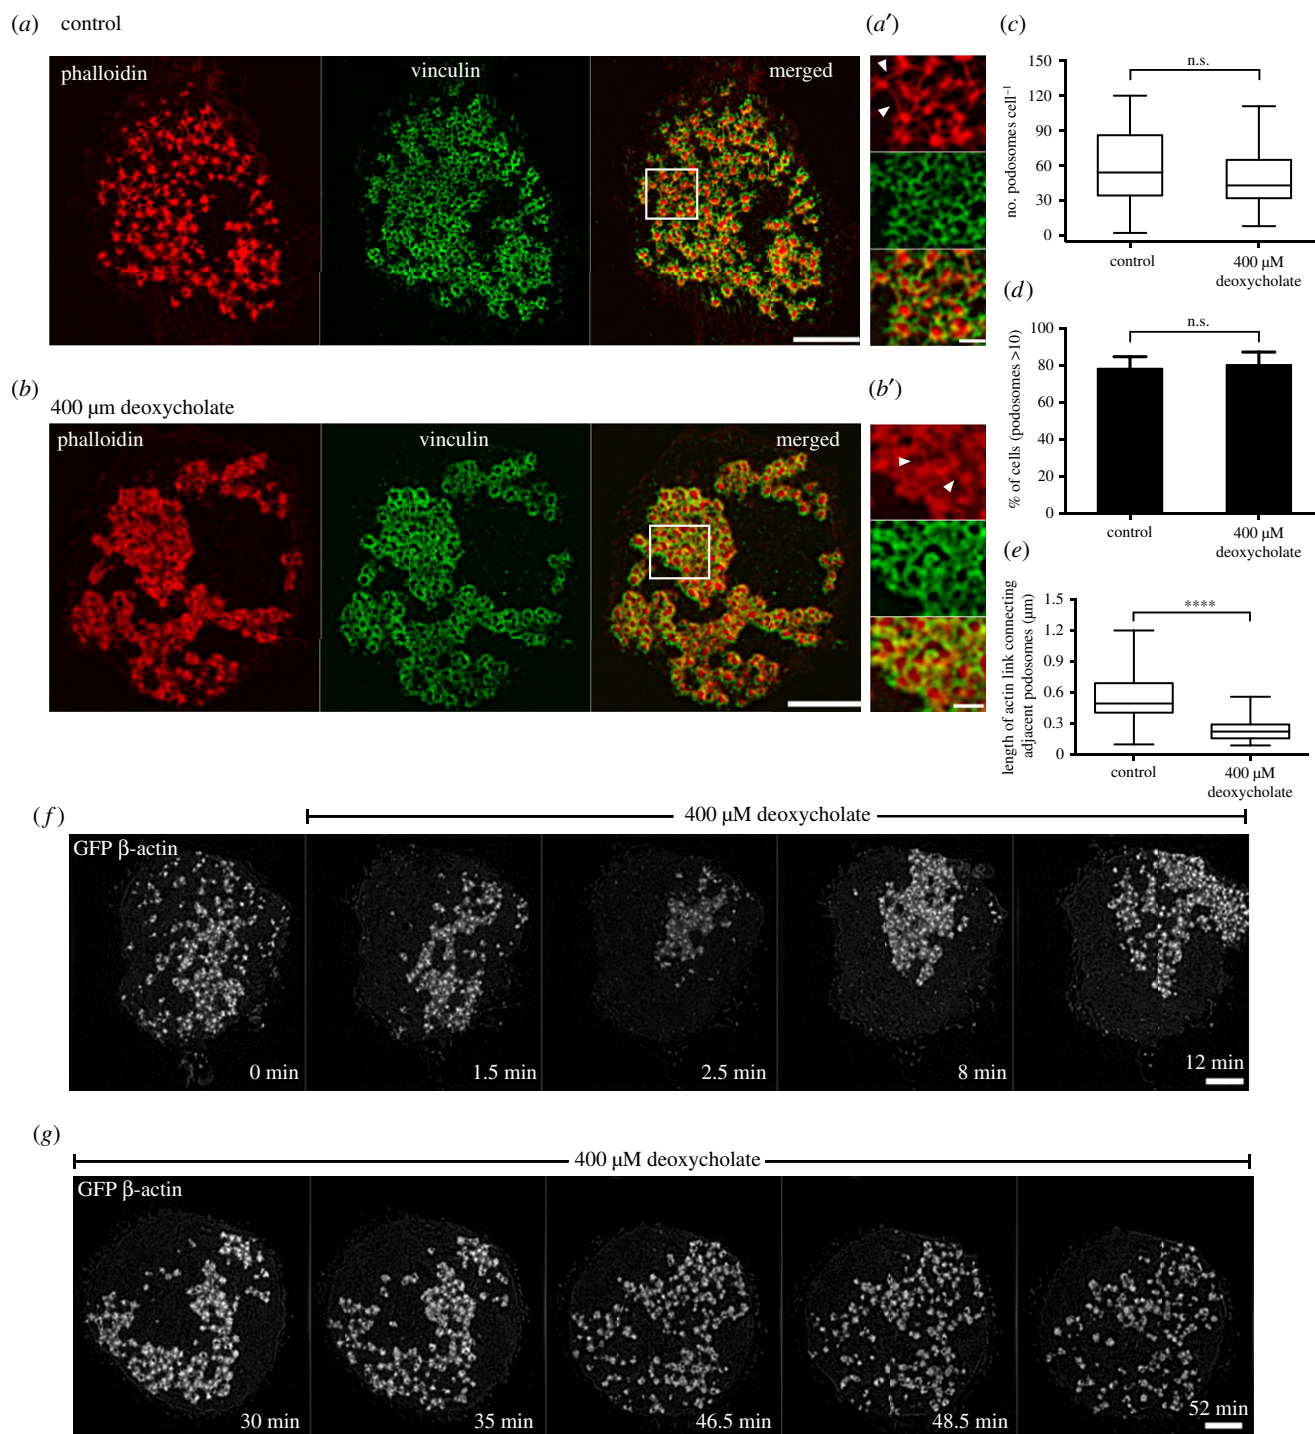 (a) control
phalloidin vinculin merged
(a′)
(b)
400 µm deoxycholate
phalloidin vinculin merged
(b′)
(c)
no. podosomes cell⁻¹
150
120
90
60
30
0
n.s.
control 400 µM
deoxycholate
(d)
% of cells (podosomes >10)
100
80
60
40
20
0
n.s.
control 400 µM
deoxycholate
(e)
length of actin link connecting
adjacent podosomes (µm)
1.5
1.2
0.9
0.6
0.3
0
****
control 400 µM
deoxycholate
(f)
400 µM deoxycholate
GFP β-actin
0 min 1.5 min 2.5 min 8 min 12 min
(g)
400 µM deoxycholate
GFP β-actin
30 min 35 min 46.5 min 48.5 min 52 min